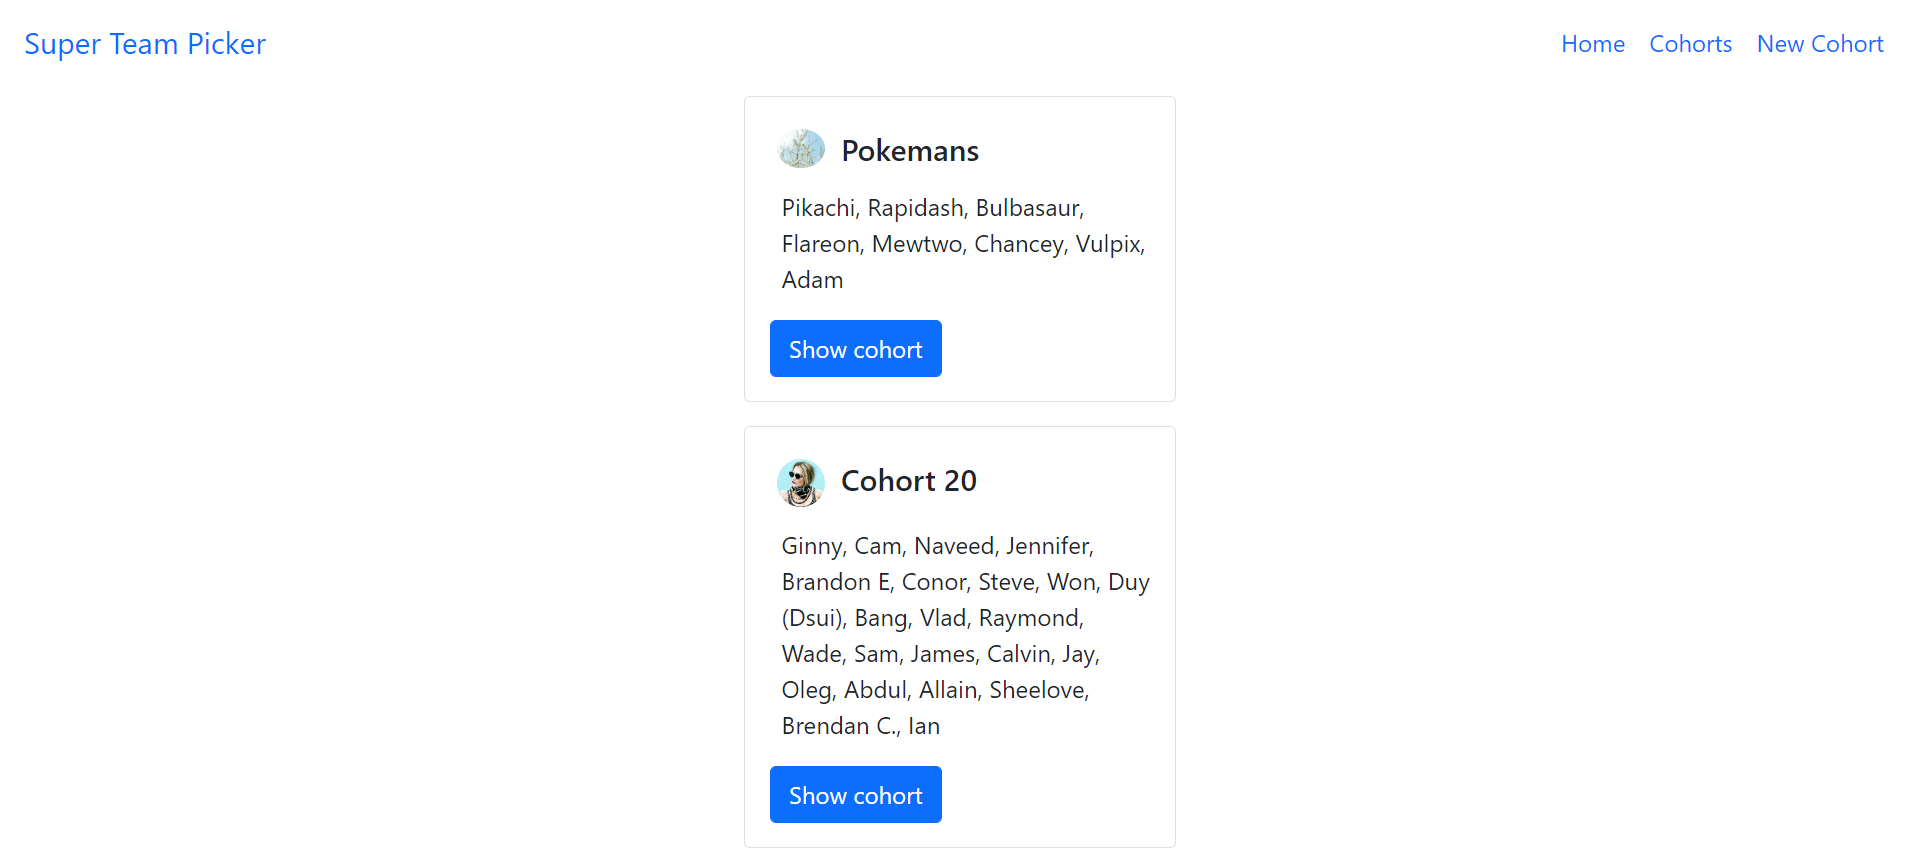 Super Team Picker
Home Cohorts New Cohort
Pokemans
Pikachi, Rapidash, Bulbasaur,
Flareon, Mewtwo, Chancey, Vulpix,
Adam
Show cohort
Cohort 20
Ginny, Cam, Naveed, Jennifer,
Brandon E, Conor, Steve, Won, Duy
(Dsui), Bang, Vlad, Raymond,
Wade, Sam, James, Calvin, Jay,
Oleg, Abdul, Allain, Sheelove,
Brendan C., Ian
Show cohort